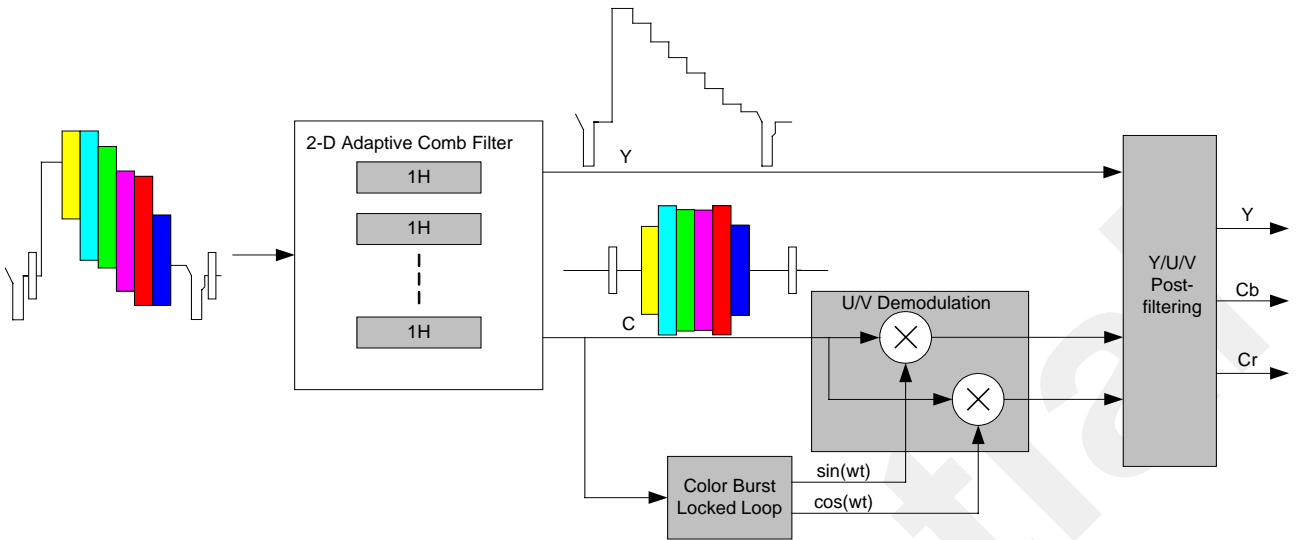 2-D Adaptive Comb Filter
1H
1H
1H
Y
C
U/V Demodulation
Color Burst
Locked Loop
sin(wt)
cos(wt)
Y/U/V
Post-
filtering
Y
Cb
Cr